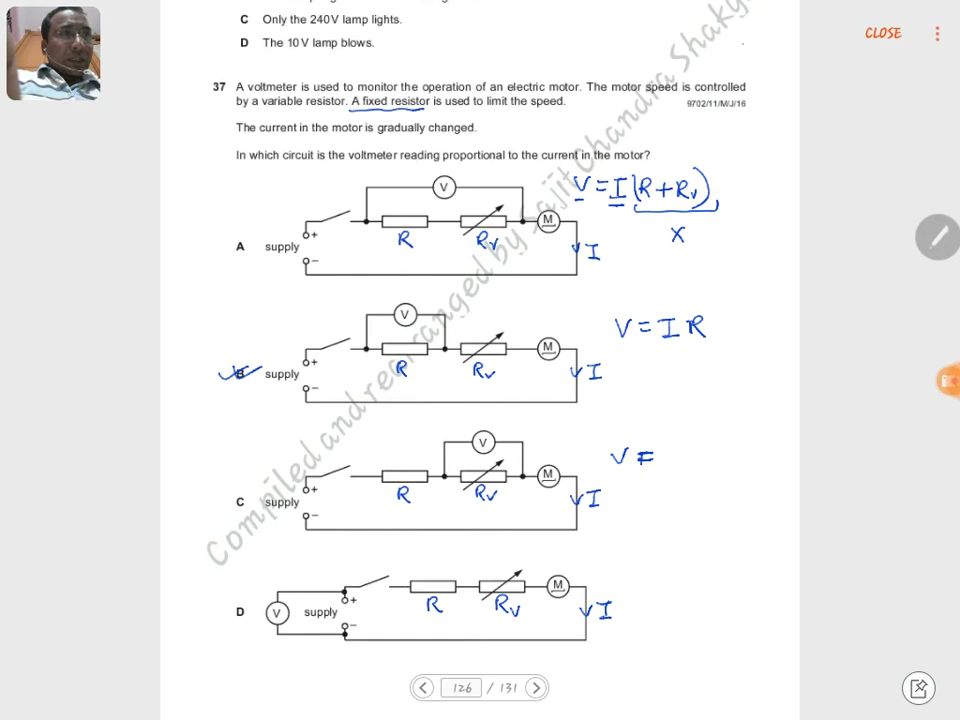 C Only the 240 V lamp lights.
D The 10 V lamp blows.
CLOSE
37 A voltmeter is used to monitor the operation of an electric motor. The motor speed is controlled
by a variable resistor. A fixed resistor is used to limit the speed.
9702/11/M/J/16
The current in the motor is gradually changed.
In which circuit is the voltmeter reading proportional to the current in the motor?
V = I (R + Rv)
X
V
M
R
Rv
I
A supply
+
−
V = I R
V
M
R
Rv
I
B supply
+
−
V =
V
M
R
Rv
I
C supply
+
−
M
R
Rv
I
D V supply
+
−
Compiled and rearranged by Sajit Chandra Shaky
126 / 131